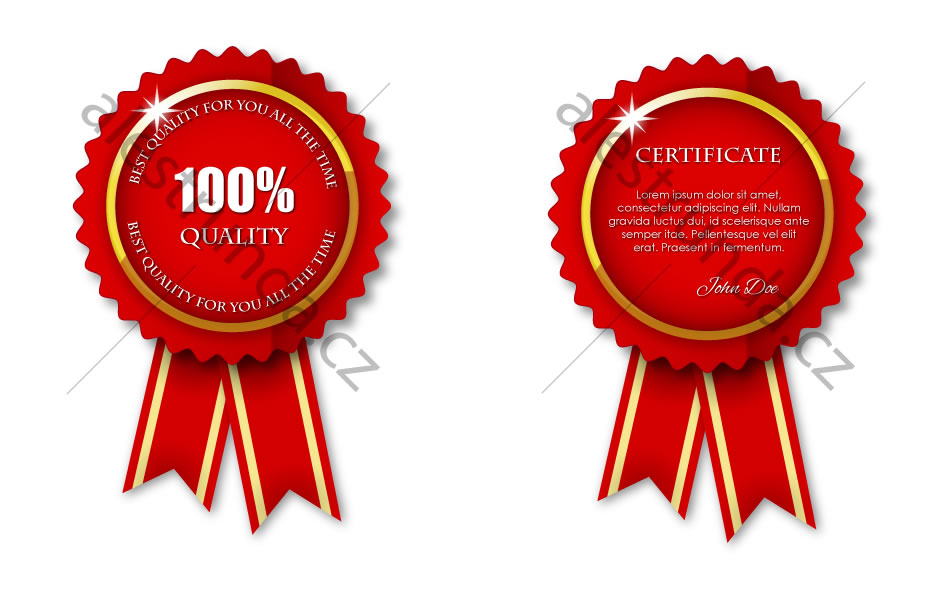 BEST QUALITY FOR YOU ALL THE TIME
100%
QUALITY
BEST QUALITY FOR YOU ALL THE TIME
CERTIFICATE
Lorem ipsum dolor sit amet,
consectetur adipiscing elit. Nullam
gravida luctus dui, id scelerisque ante
semper itae. Pellentesque vel elit
erat. Praesent in fermentum.
John Doe